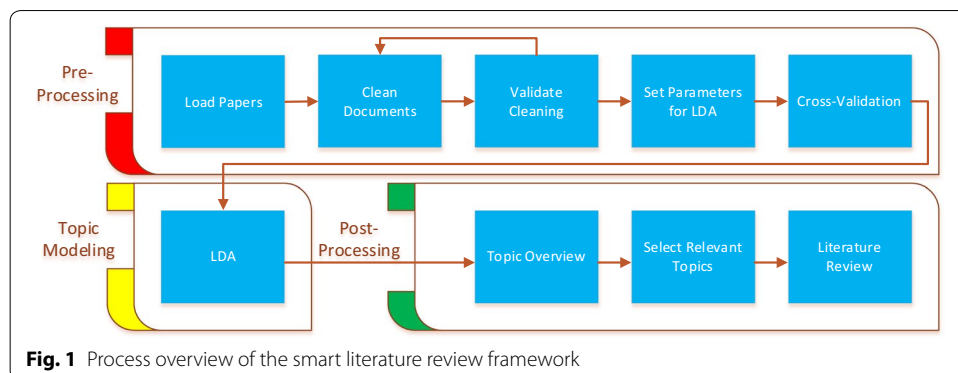 Pre-
Processing
Load Papers
Clean
Documents
Validate
Cleaning
Set Parameters
for LDA
Cross-Validation
Topic
Modeling
LDA
Post-
Processing
Topic Overview
Select Relevant
Topics
Literature
Review
Fig. 1 Process overview of the smart literature review framework